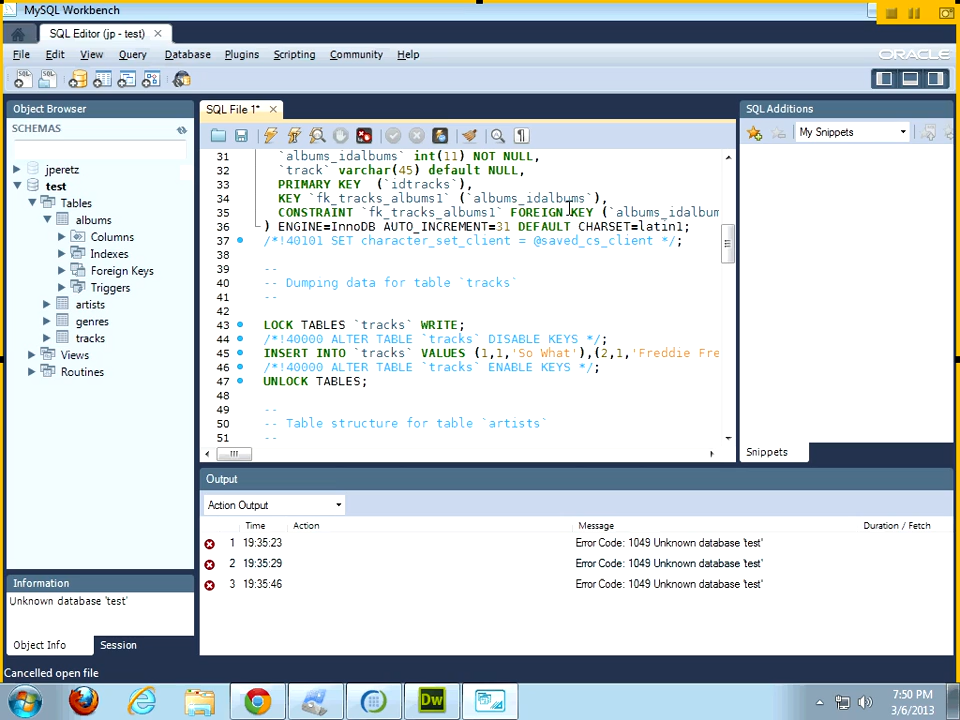 MySQL Workbench
SQL Editor (jp - test)
File Edit View Query Database Plugins Scripting Community Help
ORACLE
Object Browser
SCHEMAS
jperetz
test
Tables
albums
Columns
Indexes
Foreign Keys
Triggers
artists
genres
tracks
Views
Routines
Information
Unknown database 'test'
Object Info Session
Cancelled open file
SQL File 1*
31 `albums_idalbums` int(11) NOT NULL,
32 `track` varchar(45) default NULL,
33 PRIMARY KEY (`idtracks`),
34 KEY `fk_tracks_albums1` (`albums_idalbums`),
35 CONSTRAINT `fk_tracks_albums1` FOREIGN KEY (`albums_idalbum
36 ) ENGINE=InnoDB AUTO_INCREMENT=31 DEFAULT CHARSET=latin1;
37 /*!40101 SET character_set_client = @saved_cs_client */;
38
39 --
40 -- Dumping data for table `tracks`
41 --
42
43 LOCK TABLES `tracks` WRITE;
44 /*!40000 ALTER TABLE `tracks` DISABLE KEYS */;
45 INSERT INTO `tracks` VALUES (1,1,'So What'),(2,1,'Freddie Fre
46 /*!40000 ALTER TABLE `tracks` ENABLE KEYS */;
47 UNLOCK TABLES;
48
49 --
50 -- Table structure for table `artists`
51 --
SQL Additions
My Snippets
Snippets
Output
Action Output
Time Action Message Duration / Fetch
1 19:35:23 Error Code: 1049 Unknown database 'test'
2 19:35:29 Error Code: 1049 Unknown database 'test'
3 19:35:46 Error Code: 1049 Unknown database 'test'
Dw
7:50 PM
3/6/2013